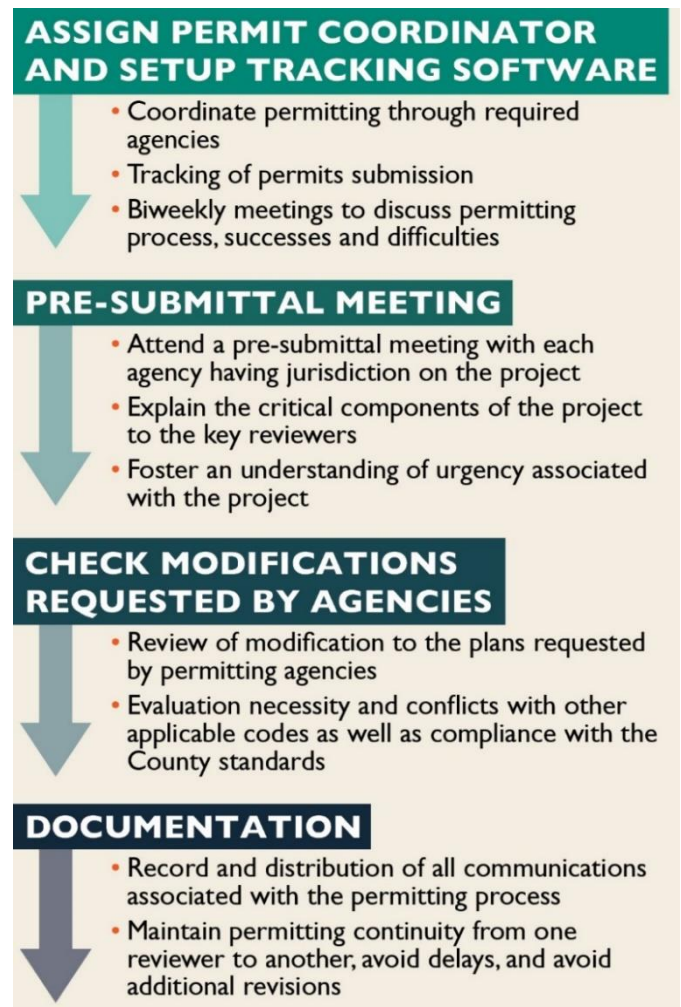 ASSIGN PERMIT COORDINATOR
AND SETUP TRACKING SOFTWARE
• Coordinate permitting through required
agencies
• Tracking of permits submission
• Biweekly meetings to discuss permitting
process, successes and difficulties
PRE-SUBMITTAL MEETING
• Attend a pre-submittal meeting with each
agency having jurisdiction on the project
• Explain the critical components of the project
to the key reviewers
• Foster an understanding of urgency associated
with the project
CHECK MODIFICATIONS
REQUESTED BY AGENCIES
• Review of modification to the plans requested
by permitting agencies
• Evaluation necessity and conflicts with other
applicable codes as well as compliance with the
County standards
DOCUMENTATION
• Record and distribution of all communications
associated with the permitting process
• Maintain permitting continuity from one
reviewer to another, avoid delays, and avoid
additional revisions